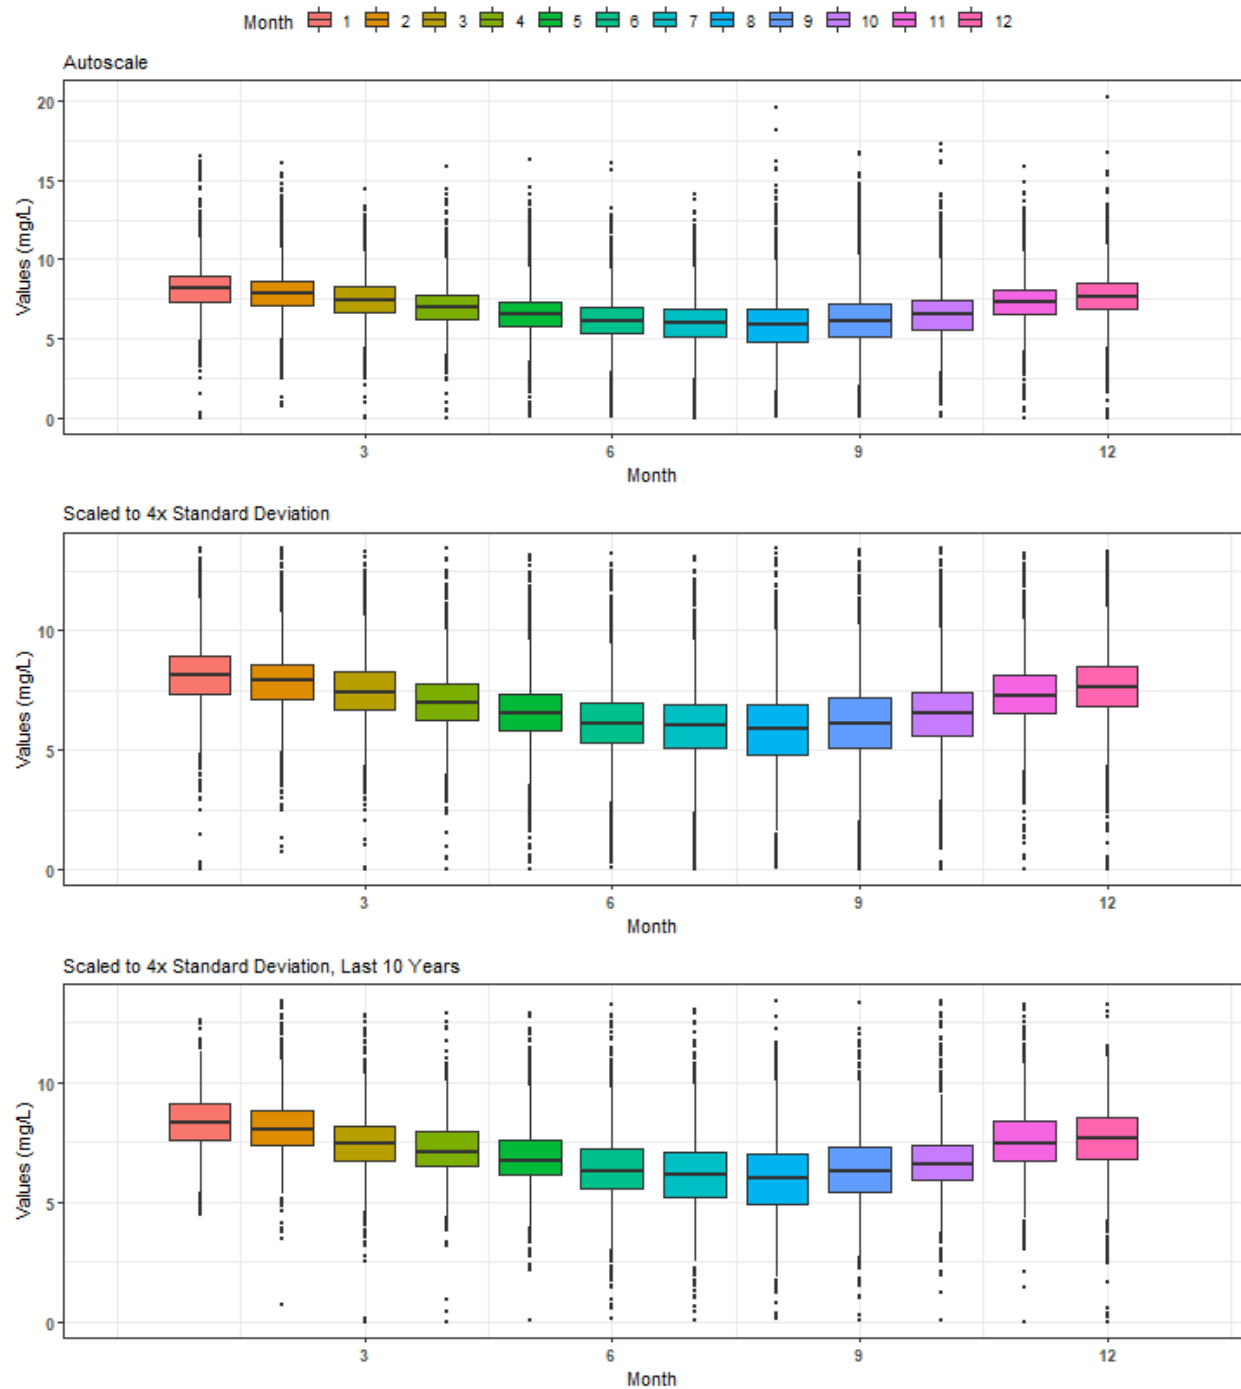 Month 1 2 3 4 5 6 7 8 9 10 11 12
Autoscale
Values (mg/L)
20
15
10
5
0
3 6 9 12
Month
Scaled to 4x Standard Deviation
Values (mg/L)
10
5
0
3 6 9 12
Month
Scaled to 4x Standard Deviation, Last 10 Years
Values (mg/L)
10
5
0
3 6 9 12
Month